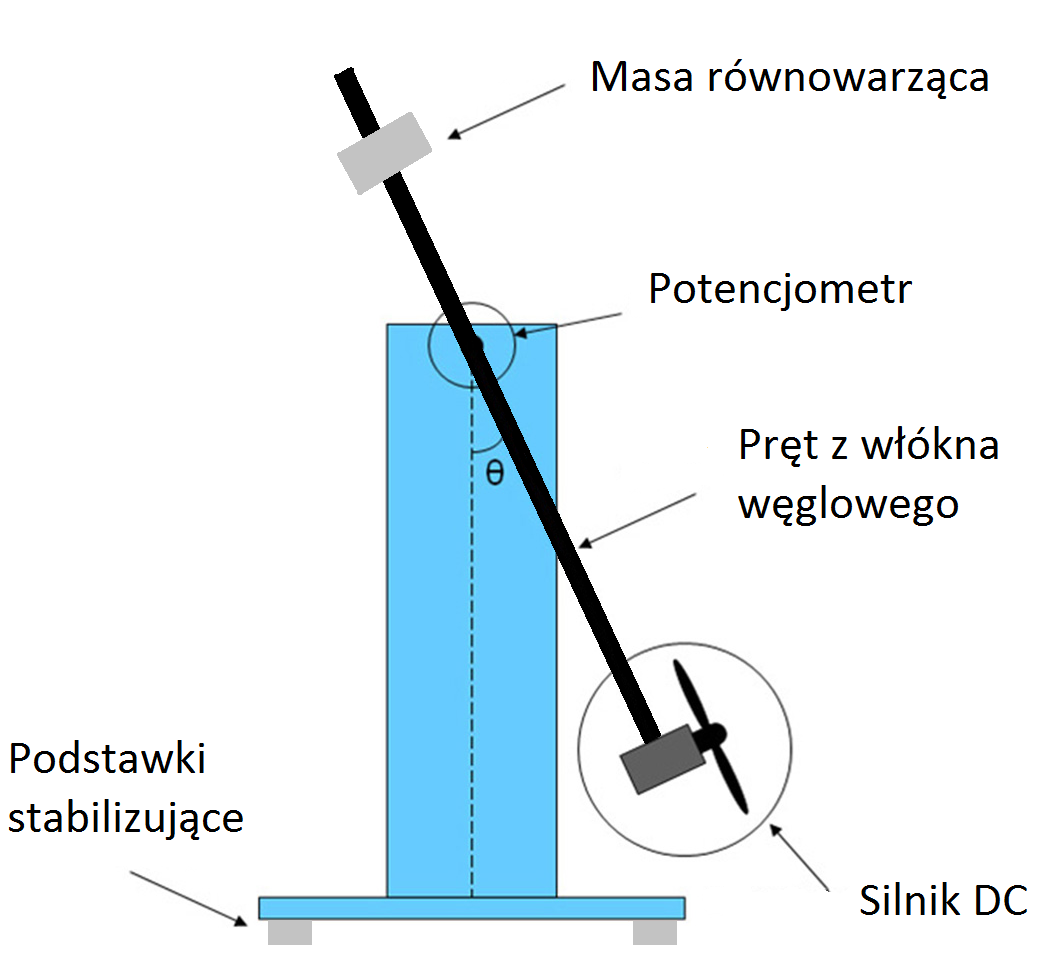 Masa równowarząca
Potencjometr
Pręt z włókna
węglowego
θ
Podstawki
stabilizujące
Silnik DC